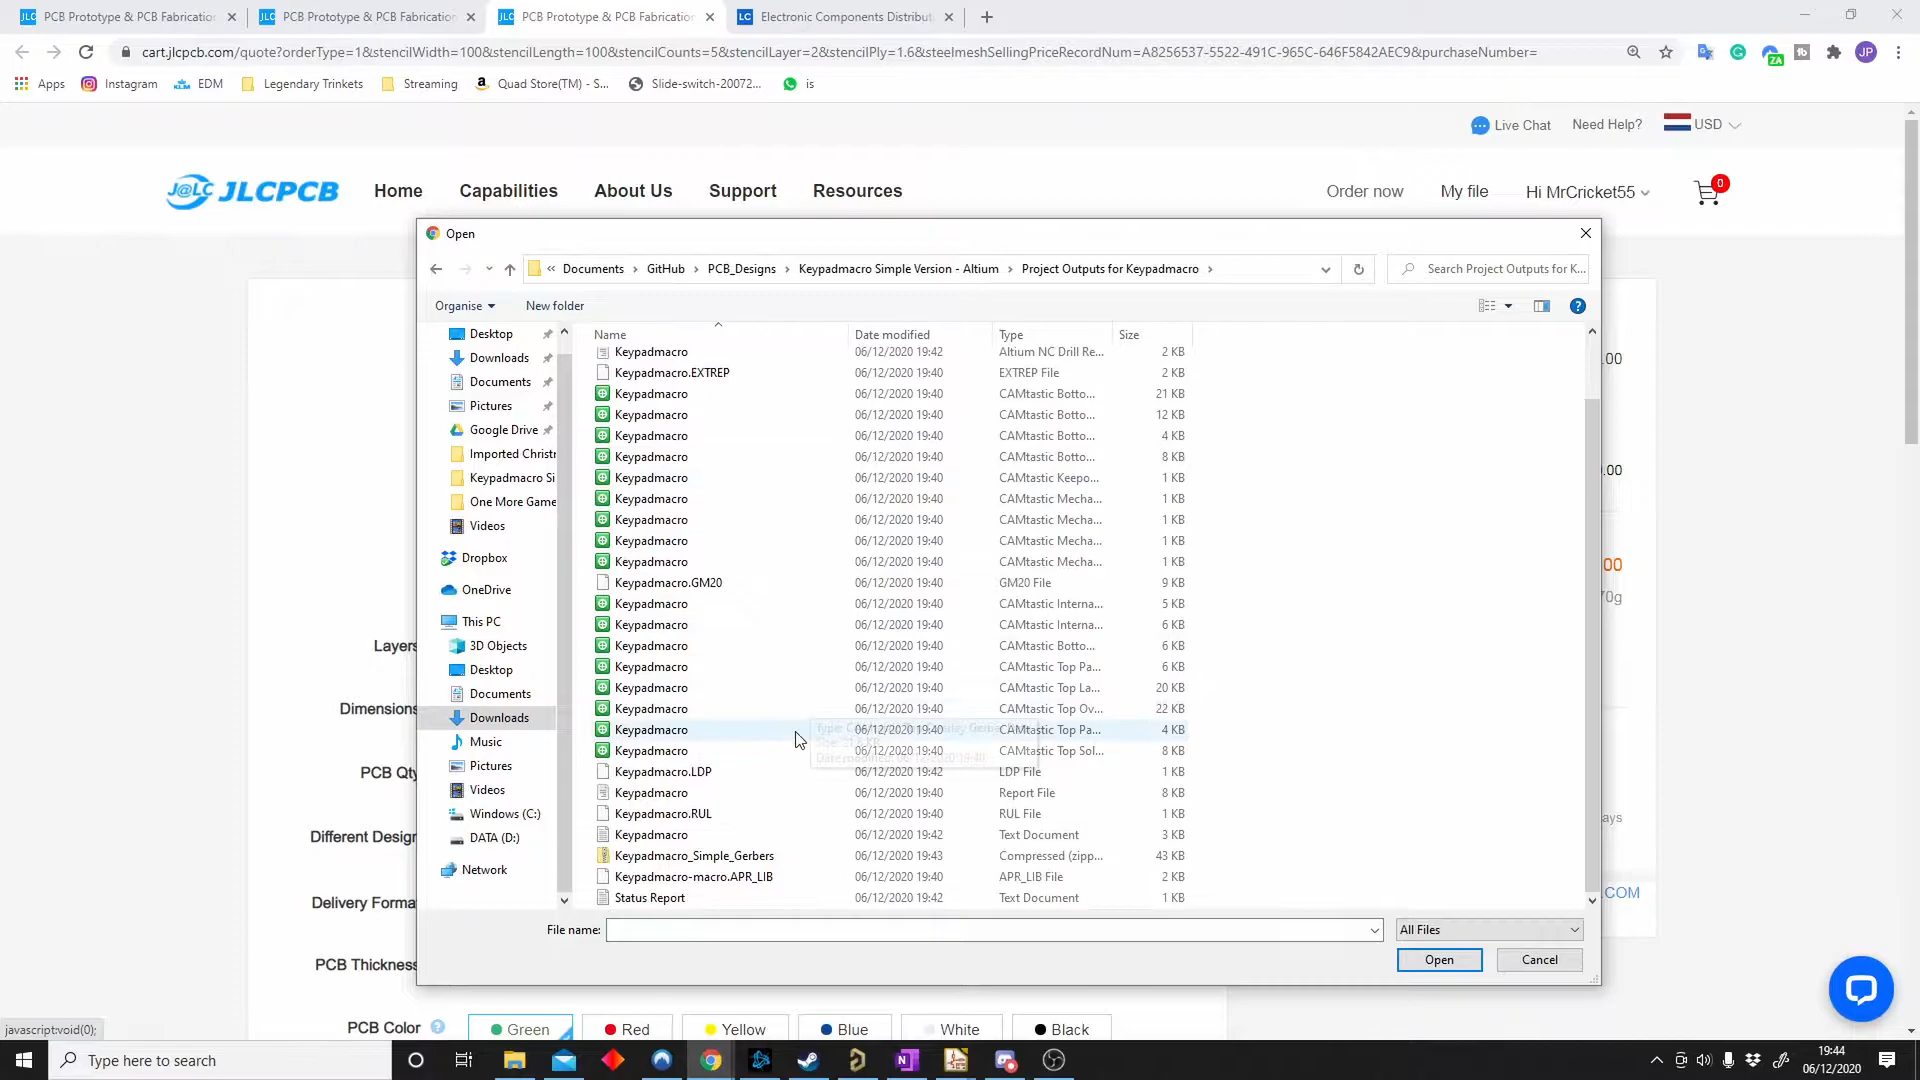 PCB Prototype & PCB Fabrication
PCB Prototype & PCB Fabrication
PCB Prototype & PCB Fabrication
LC Electronic Components Distribut
cart.jlcpcb.com/quote?orderType=1&stencilWidth=100&stencilLength=100&stencilCounts=5&stencilLayer=2&stencilPly=1.6&steelmeshSellingPriceRecordNum=A8256537-5522-491C-965C-646F5842AEC9&purchaseNumber=
ZA
JP
Apps Instagram EDM Legendary Trinkets Streaming Quad Store(TM) - S... Slide-switch-20072... is
Live Chat Need Help? USD
J@LC JLCPCB Home Capabilities About Us Support Resources Order now My file Hi MrCricket55 0
Open
« Documents › GitHub › PCB_Designs › Keypadmacro Simple Version - Altium › Project Outputs for Keypadmacro ›
Search Project Outputs for K...
Organise New folder
Desktop
Downloads
Documents
Pictures
Google Drive
Imported Christm
Keypadmacro Si
One More Game
Videos
Dropbox
OneDrive
This PC
3D Objects
Desktop
Documents
Downloads
Music
Pictures
Videos
Windows (C:)
DATA (D:)
Network
Name Date modified Type Size
Keypadmacro 06/12/2020 19:42 Altium NC Drill Re... 2 KB
Keypadmacro.EXTREP 06/12/2020 19:40 EXTREP File 2 KB
Keypadmacro 06/12/2020 19:40 CAMtastic Botto... 21 KB
Keypadmacro 06/12/2020 19:40 CAMtastic Botto... 12 KB
Keypadmacro 06/12/2020 19:40 CAMtastic Botto... 4 KB
Keypadmacro 06/12/2020 19:40 CAMtastic Botto... 8 KB
Keypadmacro 06/12/2020 19:40 CAMtastic Keepo... 1 KB
Keypadmacro 06/12/2020 19:40 CAMtastic Mecha... 1 KB
Keypadmacro 06/12/2020 19:40 CAMtastic Mecha... 1 KB
Keypadmacro 06/12/2020 19:40 CAMtastic Mecha... 1 KB
Keypadmacro 06/12/2020 19:40 CAMtastic Mecha... 1 KB
Keypadmacro.GM20 06/12/2020 19:40 GM20 File 9 KB
Keypadmacro 06/12/2020 19:40 CAMtastic Interna... 5 KB
Keypadmacro 06/12/2020 19:40 CAMtastic Interna... 6 KB
Keypadmacro 06/12/2020 19:40 CAMtastic Botto... 6 KB
Keypadmacro 06/12/2020 19:40 CAMtastic Top Pa... 6 KB
Keypadmacro 06/12/2020 19:40 CAMtastic Top La... 20 KB
Keypadmacro 06/12/2020 19:40 CAMtastic Top Ov... 22 KB
Keypadmacro 06/12/2020 19:40 CAMtastic Top Pa... 4 KB
Keypadmacro 06/12/2020 19:40 CAMtastic Top Sol... 8 KB
Keypadmacro.LDP 06/12/2020 19:42 LDP File 1 KB
Keypadmacro 06/12/2020 19:40 Report File 8 KB
Keypadmacro.RUL 06/12/2020 19:40 RUL File 1 KB
Keypadmacro 06/12/2020 19:42 Text Document 3 KB
Keypadmacro_Simple_Gerbers 06/12/2020 19:43 Compressed (zipp... 43 KB
Keypadmacro-macro.APR_LIB 06/12/2020 19:40 APR_LIB File 2 KB
Status Report 06/12/2020 19:42 Text Document 1 KB
File name: All Files
Open Cancel
.00
.00
00
70g
ays
.COM
Layers
Dimensions
PCB Qty
Different Design
Delivery Forma
PCB Thickness
PCB Color Green Red Yellow Blue White Black
javascript:void(0);
Type here to search
19:44
06/12/2020